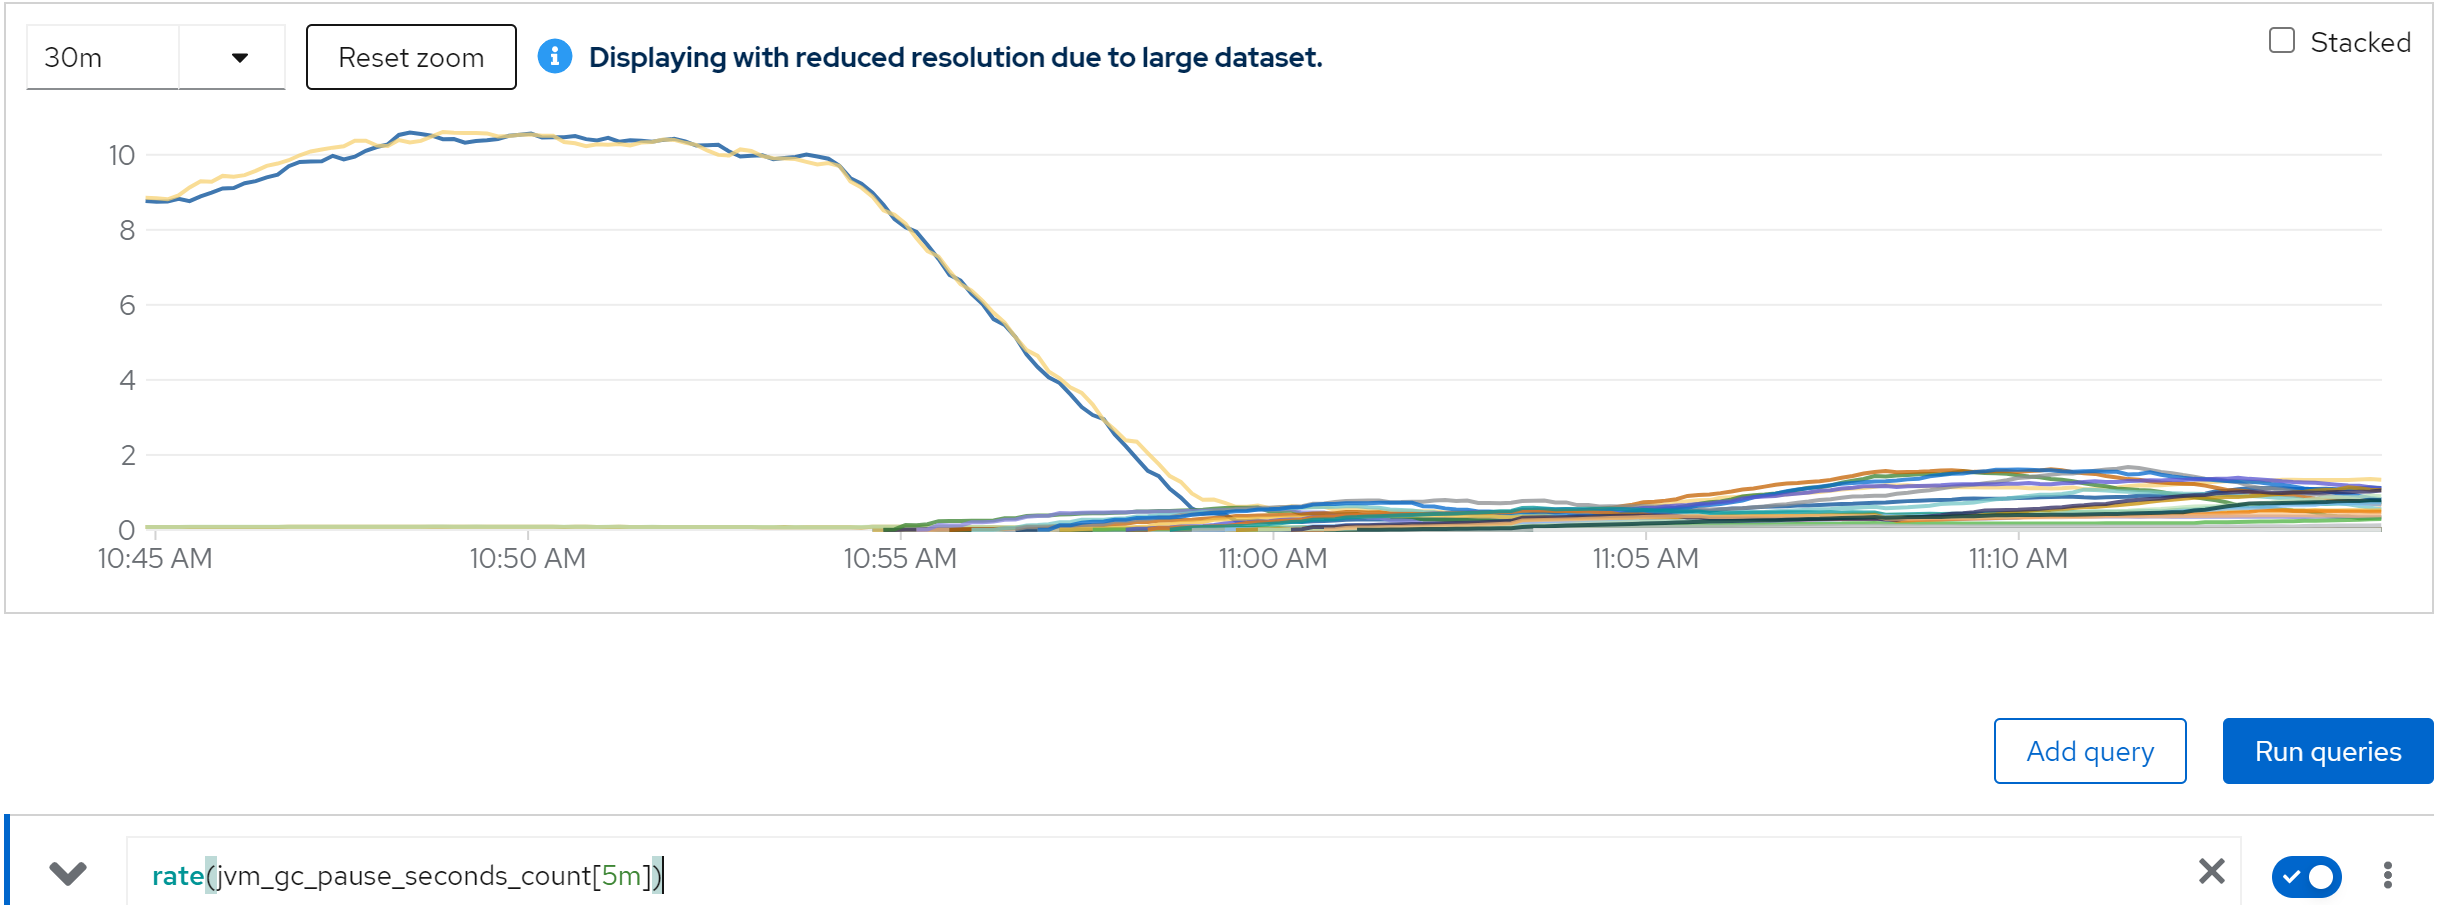 30m
Reset zoom
Displaying with reduced resolution due to large dataset.
Stacked
10
8
6
4
2
0
10:45 AM 10:50 AM 10:55 AM 11:00 AM 11:05 AM 11:10 AM
Add query
Run queries
rate(jvm_gc_pause_seconds_count[5m])